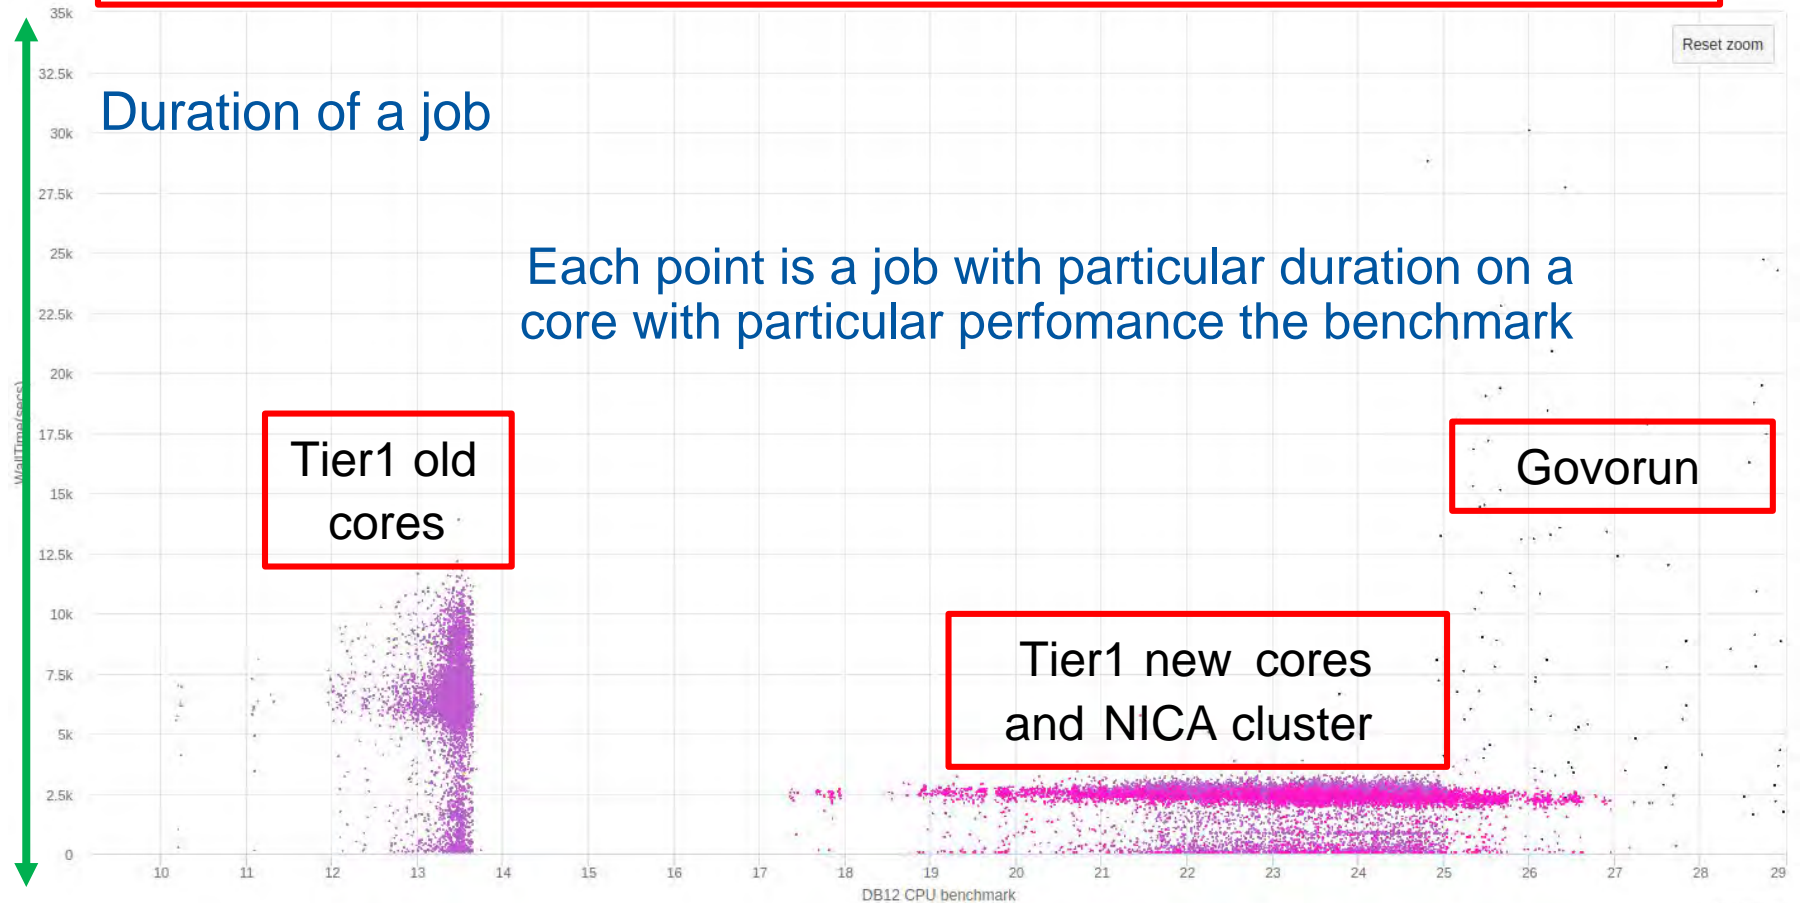 35k
Reset zoom
32.5k
Duration of a job
30k
27.5k
25k
Each point is a job with particular duration on a
22.5k
core with particular perfomance the benchmark
20k
WallTime(secs)
17.5k
Tier1 old
cores
Govorun
15k
12.5k
10k
Tier1 new cores
and NICA cluster
7.5k
5k
2.5k
0
10 11 12 13 14 15 16 17 18 19 20 21 22 23 24 25 26 27 28 29
DB12 CPU benchmark